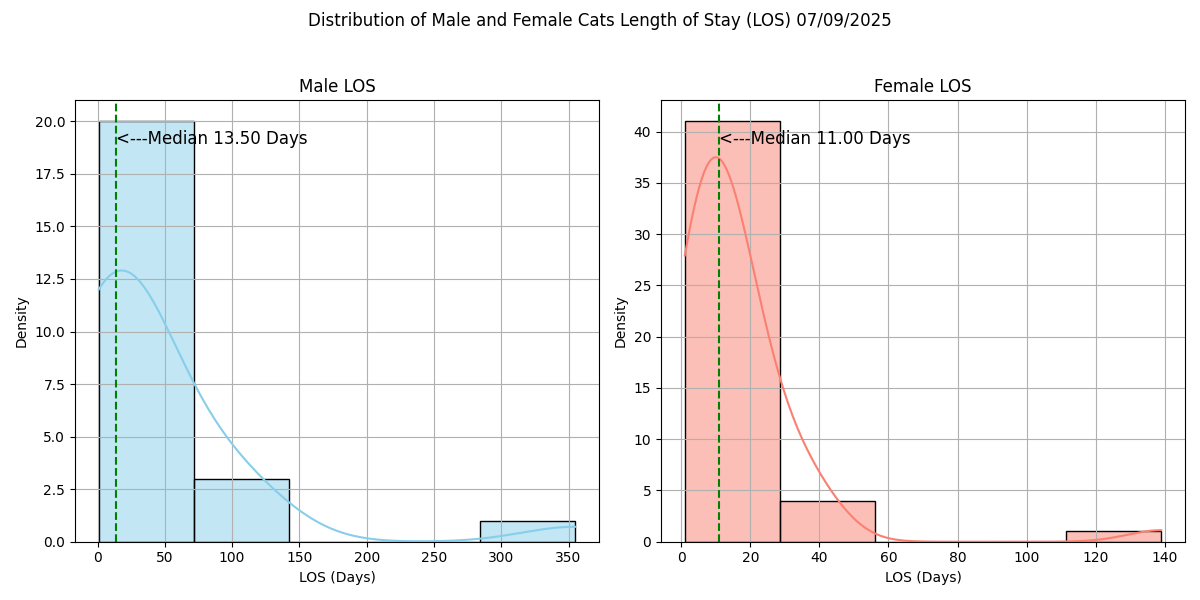 Distribution of Male and Female Cats Length of Stay (LOS) 07/09/2025
Male LOS
20.0
17.5
15.0
12.5
10.0
7.5
5.0
2.5
0.0
Density
<---Median 13.50 Days
0 50 100 150 200 250 300 350
LOS (Days)
Female LOS
40
35
30
25
20
15
10
5
0
Density
<---Median 11.00 Days
0 20 40 60 80 100 120 140
LOS (Days)